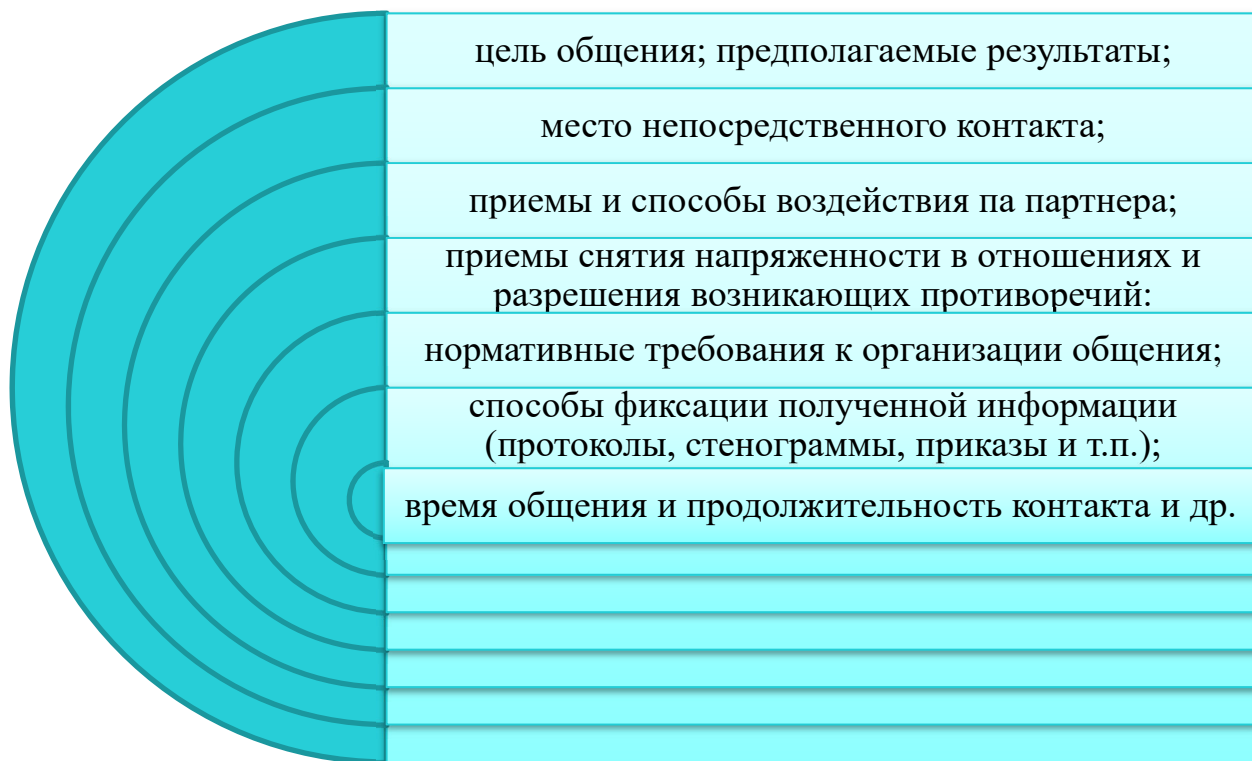 цель общения; предполагаемые результаты;
место непосредственного контакта;
приемы и способы воздействия па партнера;
приемы снятия напряженности в отношениях и
разрешения возникающих противоречий:
нормативные требования к организации общения;
способы фиксации полученной информации
(протоколы, стенограммы, приказы и т.п.);
время общения и продолжительность контакта и др.